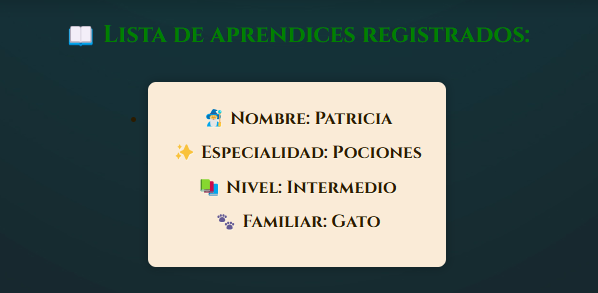 📖 Lista de aprendices registrados:
🧙‍♂️ Nombre: Patricia
✨ Especialidad: Pociones
📚 Nivel: Intermedio
🐾 Familiar: Gato